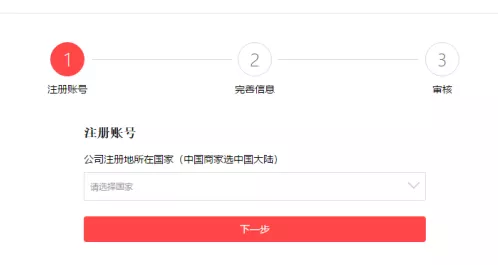 1
2
3
注册账号
完善信息
审核
注册账号
公司注册地所在国家（中国商家选中国大陆）
请选择国家
下一步